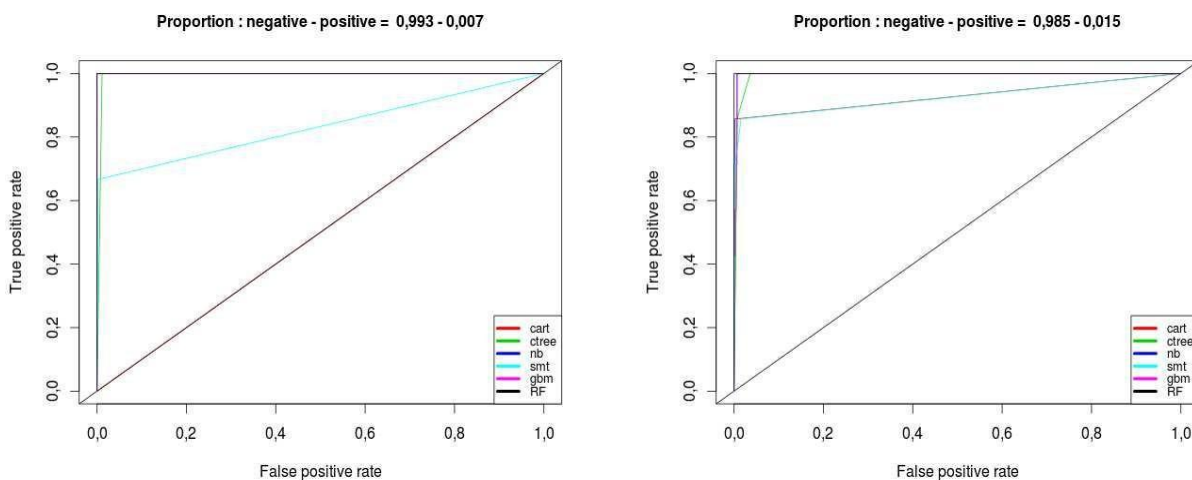 Proportion : negative - positive = 0,993 - 0,007
True positive rate
1,0
0,8
0,6
0,4
0,2
0,0
cart
ctree
nb
smt
gbm
RF
0,0 0,2 0,4 0,6 0,8 1,0
False positive rate
Proportion : negative - positive = 0,985 - 0,015
True positive rate
1,0
0,8
0,6
0,4
0,2
0,0
cart
ctree
nb
smt
gbm
RF
0,0 0,2 0,4 0,6 0,8 1,0
False positive rate